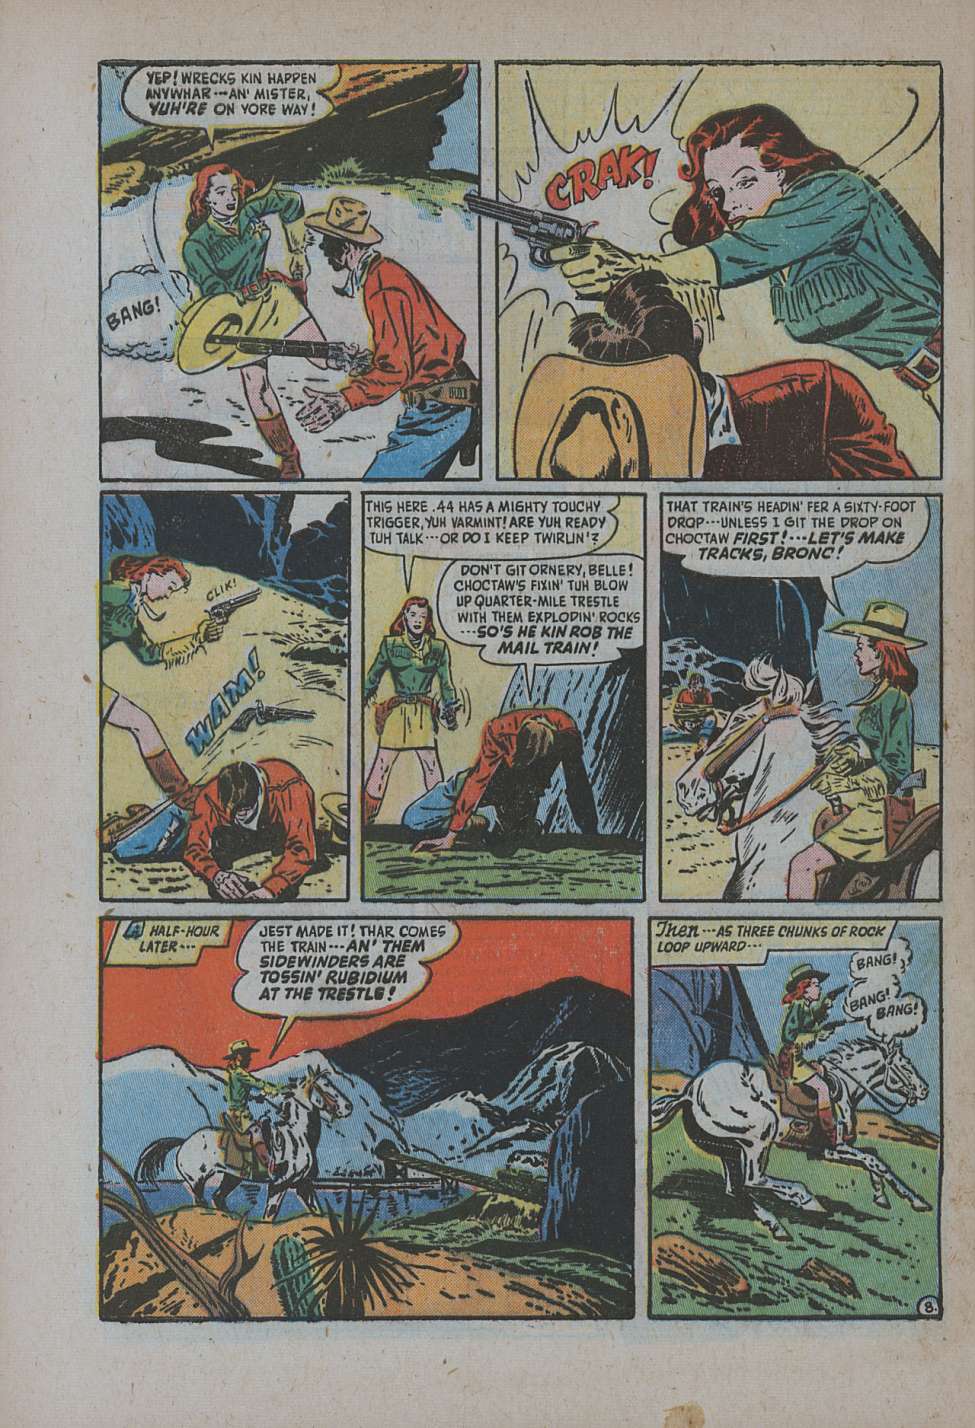 YEP! WRECKS KIN HAPPEN
ANYWHAR---AN' MISTER,
YUH'RE ON YORE WAY!
BANG!
CRAK!
CLIK!
WAM!
THIS HERE .44 HAS A MIGHTY TOUCHY
TRIGGER, YUH VARMINT! ARE YUH READY
TUH TALK---OR DO I KEEP TWIRLIN'?
DON'T GIT ORNERY, BELLE!
CHOCTAW'S FIXIN' TUH BLOW
UP QUARTER-MILE TRESTLE
WITH THEM EXPLODIN' ROCKS
---SO'S HE KIN ROB THE
MAIL TRAIN!
THAT TRAIN'S HEADIN' FER A SIXTY-FOOT
DROP---UNLESS I GIT THE DROP ON
CHOCTAW FIRST!---LET'S MAKE
TRACKS, BRONC!
A HALF-HOUR
LATER---
JEST MADE IT! THAR COMES
THE TRAIN---AN' THEM
SIDEWINDERS ARE
TOSSIN' RUBIDIUM
AT THE TRESTLE!
Then---AS THREE CHUNKS OF ROCK
LOOP UPWARD---
BANG!
BANG!
BANG!
8.